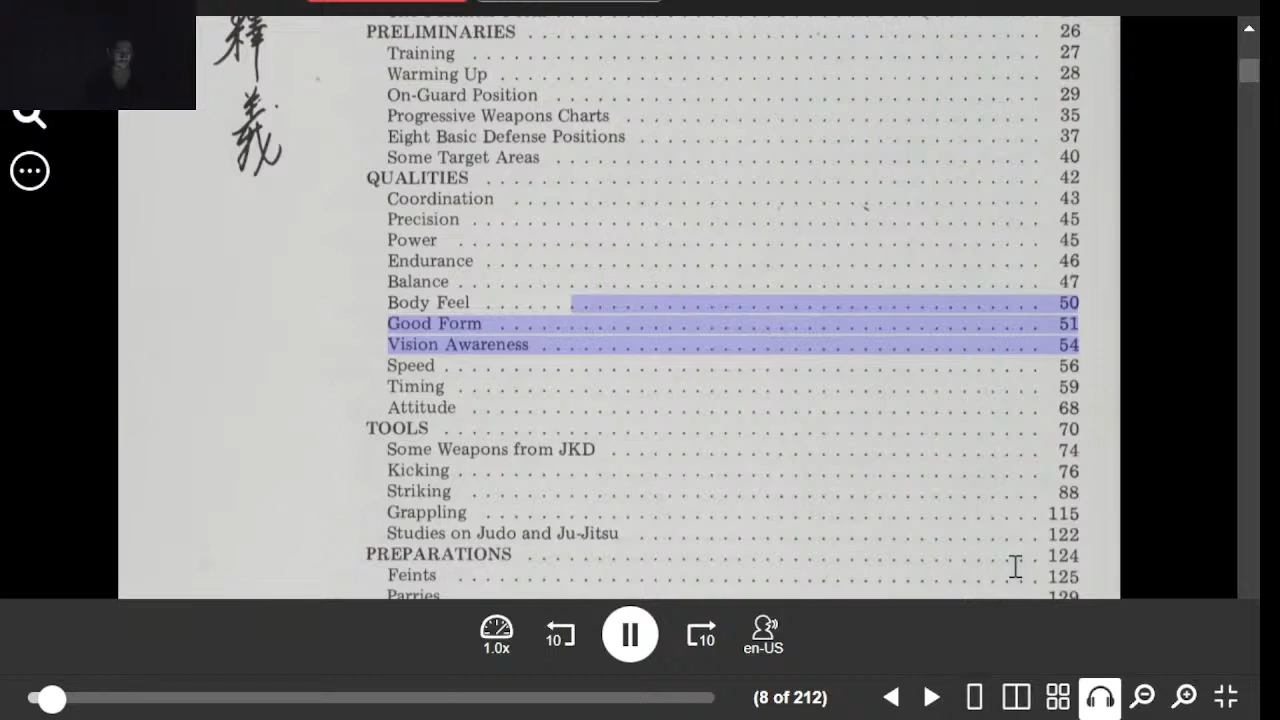 釋
義
PRELIMINARIES . . . . . . . . . . . . . . . . . . . . . . . . . . . . . . . . . . . . . 26
Training . . . . . . . . . . . . . . . . . . . . . . . . . . . . . . . . . . . . . . . . . 27
Warming Up . . . . . . . . . . . . . . . . . . . . . . . . . . . . . . . . . . . . . . . 28
On-Guard Position . . . . . . . . . . . . . . . . . . . . . . . . . . . . . . . . . . . 29
Progressive Weapons Charts . . . . . . . . . . . . . . . . . . . . . . . . . . . . . . 35
Eight Basic Defense Positions . . . . . . . . . . . . . . . . . . . . . . . . . . . . . 37
Some Target Areas . . . . . . . . . . . . . . . . . . . . . . . . . . . . . . . . . . . 40
QUALITIES . . . . . . . . . . . . . . . . . . . . . . . . . . . . . . . . . . . . . . . . 42
Coordination . . . . . . . . . . . . . . . . . . . . . . . . . . . . . . . . . . . . . . 43
Precision . . . . . . . . . . . . . . . . . . . . . . . . . . . . . . . . . . . . . . . . 45
Power . . . . . . . . . . . . . . . . . . . . . . . . . . . . . . . . . . . . . . . . . . 45
Endurance . . . . . . . . . . . . . . . . . . . . . . . . . . . . . . . . . . . . . . . . 46
Balance . . . . . . . . . . . . . . . . . . . . . . . . . . . . . . . . . . . . . . . . . 47
Body Feel . . . . . . . . . . . . . . . . . . . . . . . . . . . . . . . . . . . . . . . . 50
Good Form . . . . . . . . . . . . . . . . . . . . . . . . . . . . . . . . . . . . . . . 51
Vision Awareness . . . . . . . . . . . . . . . . . . . . . . . . . . . . . . . . . . . . 54
Speed . . . . . . . . . . . . . . . . . . . . . . . . . . . . . . . . . . . . . . . . . . 56
Timing . . . . . . . . . . . . . . . . . . . . . . . . . . . . . . . . . . . . . . . . . . 59
Attitude . . . . . . . . . . . . . . . . . . . . . . . . . . . . . . . . . . . . . . . . . 68
TOOLS . . . . . . . . . . . . . . . . . . . . . . . . . . . . . . . . . . . . . . . . . . 70
Some Weapons from JKD . . . . . . . . . . . . . . . . . . . . . . . . . . . . . . . 74
Kicking . . . . . . . . . . . . . . . . . . . . . . . . . . . . . . . . . . . . . . . . . 76
Striking . . . . . . . . . . . . . . . . . . . . . . . . . . . . . . . . . . . . . . . . . 88
Grappling . . . . . . . . . . . . . . . . . . . . . . . . . . . . . . . . . . . . . . . . 115
Studies on Judo and Ju-Jitsu . . . . . . . . . . . . . . . . . . . . . . . . . . . . . . 122
PREPARATIONS . . . . . . . . . . . . . . . . . . . . . . . . . . . . . . . . . . . . . 124
Feints . . . . . . . . . . . . . . . . . . . . . . . . . . . . . . . . . . . . . . . . . . 125
Parries 129
1.0x
10
10
en-US
(8 of 212)